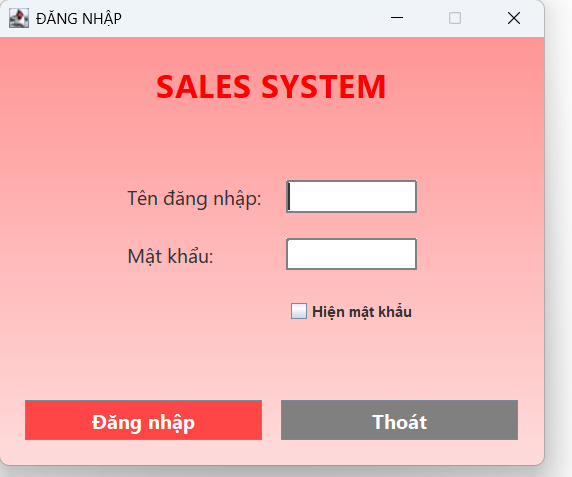 ĐĂNG NHẬP
SALES SYSTEM
Tên đăng nhập:
Mật khẩu:
Hiện mật khẩu
Đăng nhập
Thoát